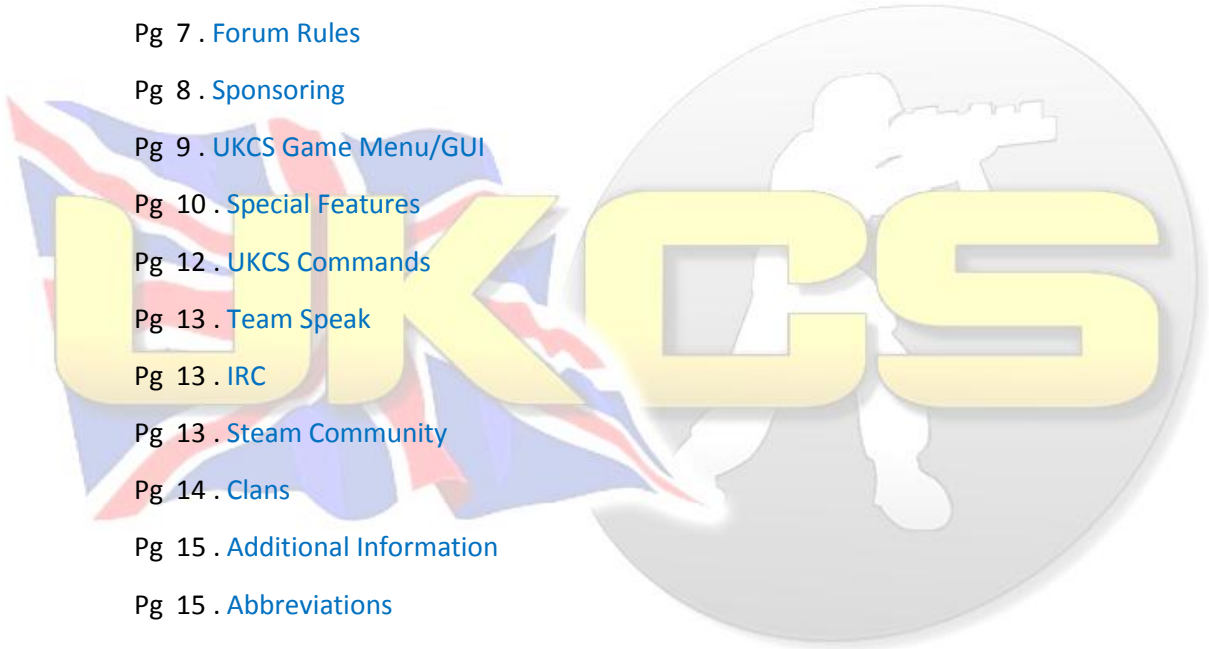 Pg 7 . Forum Rules
Pg 8 . Sponsoring
Pg 9 . UKCS Game Menu/GUI
Pg 10 . Special Features
Pg 12 . UKCS Commands
Pg 13 . Team Speak
Pg 13 . IRC
Pg 13 . Steam Community
Pg 14 . Clans
Pg 15 . Additional Information
Pg 15 . Abbreviations
UKCS